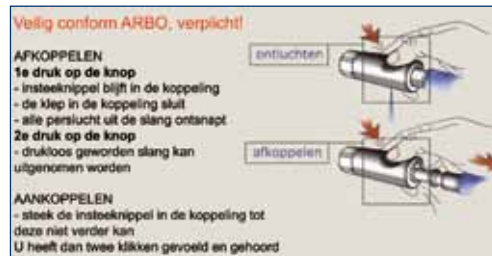 Veilig conform ARBO, verplicht!
AFKOPPELEN
1e druk op de knop
- insteeknippel blijft in de koppeling
- de klep in de koppeling sluit
- alle perslucht uit de slang ontsnapt
2e druk op de knop
- drukloos geworden slang kan
uitgenomen worden
AANKOPPELEN
- steek de insteeknippel in de koppeling tot
deze niet verder kan
U heeft dan twee klikken gevoeld en gehoord
ontluchten
afkoppelen